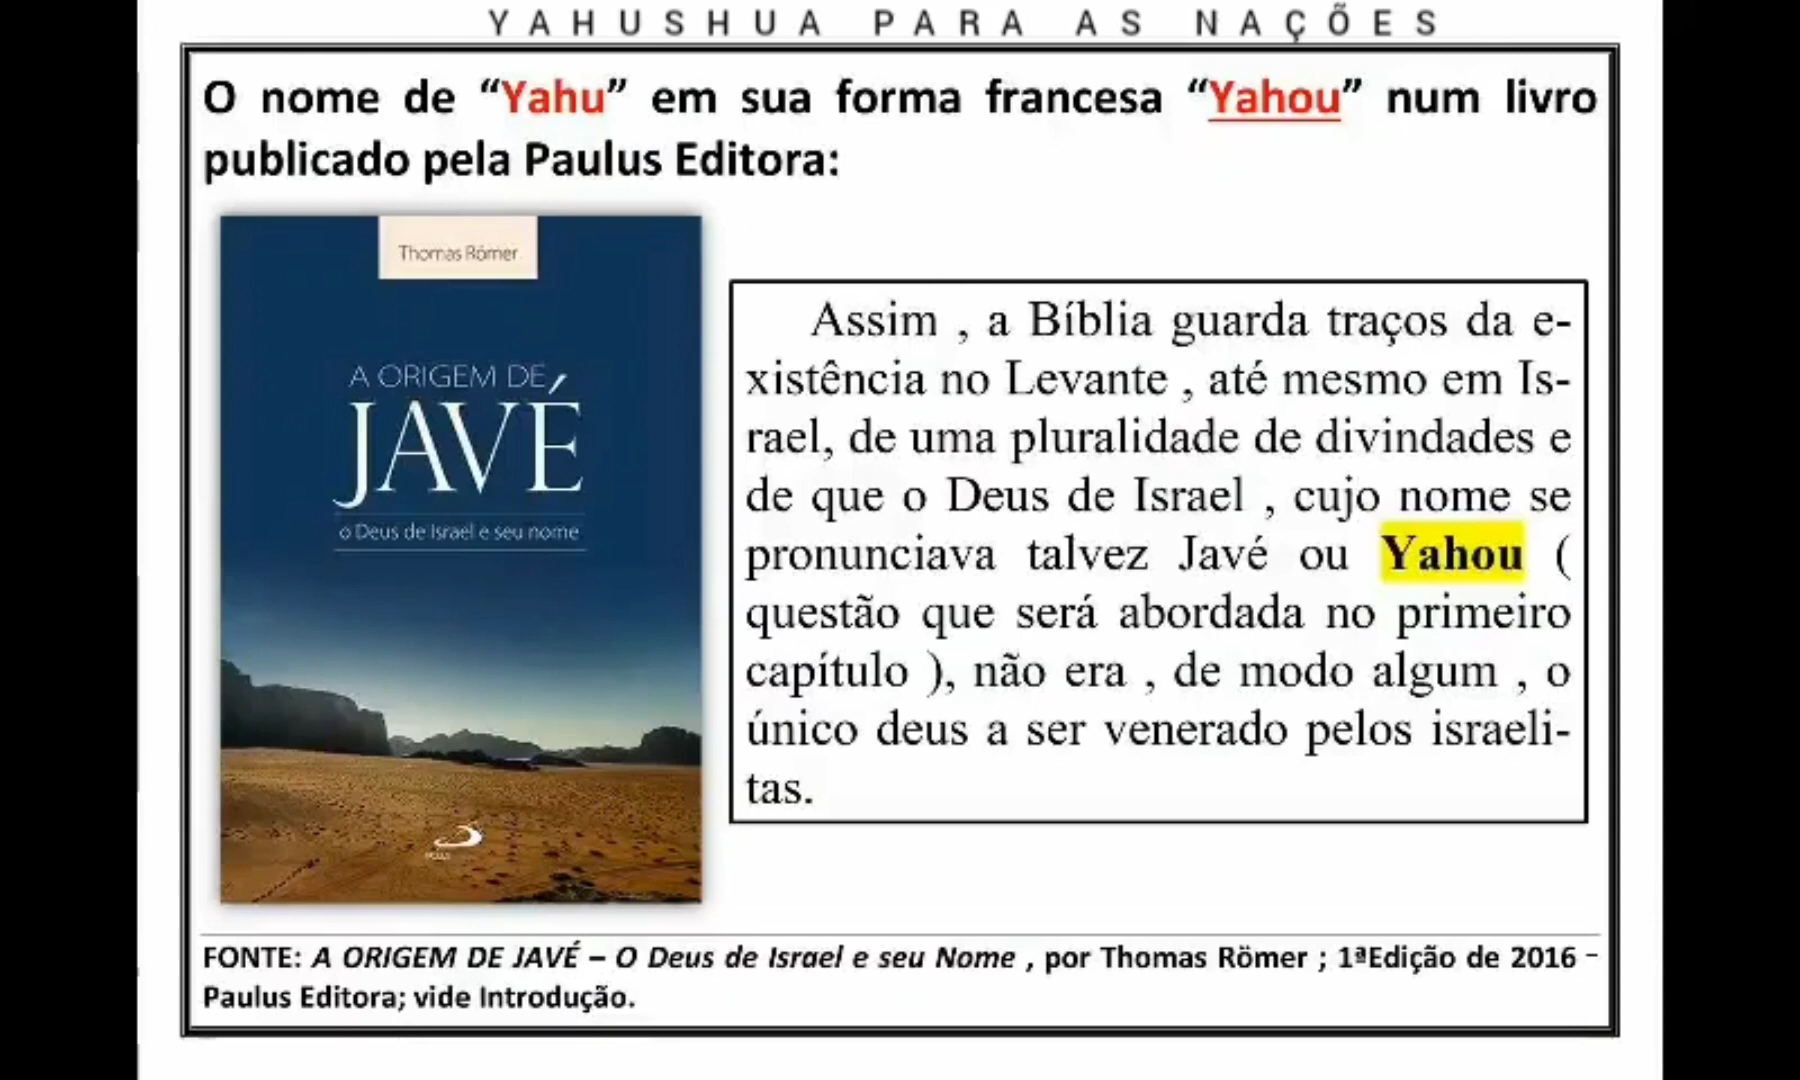 YAHUSHUA PARA AS NAÇÕES
O nome de “Yahu” em sua forma francesa “Yahou” num livro
publicado pela Paulus Editora:
Thomas Römer
A ORIGEM DE
JAVÉ
o Deus de Israel e seu nome
Assim , a Bíblia guarda traços da e-
xistência no Levante , até mesmo em Is-
rael, de uma pluralidade de divindades e
de que o Deus de Israel , cujo nome se
pronunciava talvez Javé ou Yahou (
questão que será abordada no primeiro
capítulo ), não era , de modo algum , o
único deus a ser venerado pelos israeli-
tas.
FONTE: A ORIGEM DE JAVÉ – O Deus de Israel e seu Nome , por Thomas Römer ; 1ªEdição de 2016 –
Paulus Editora; vide Introdução.